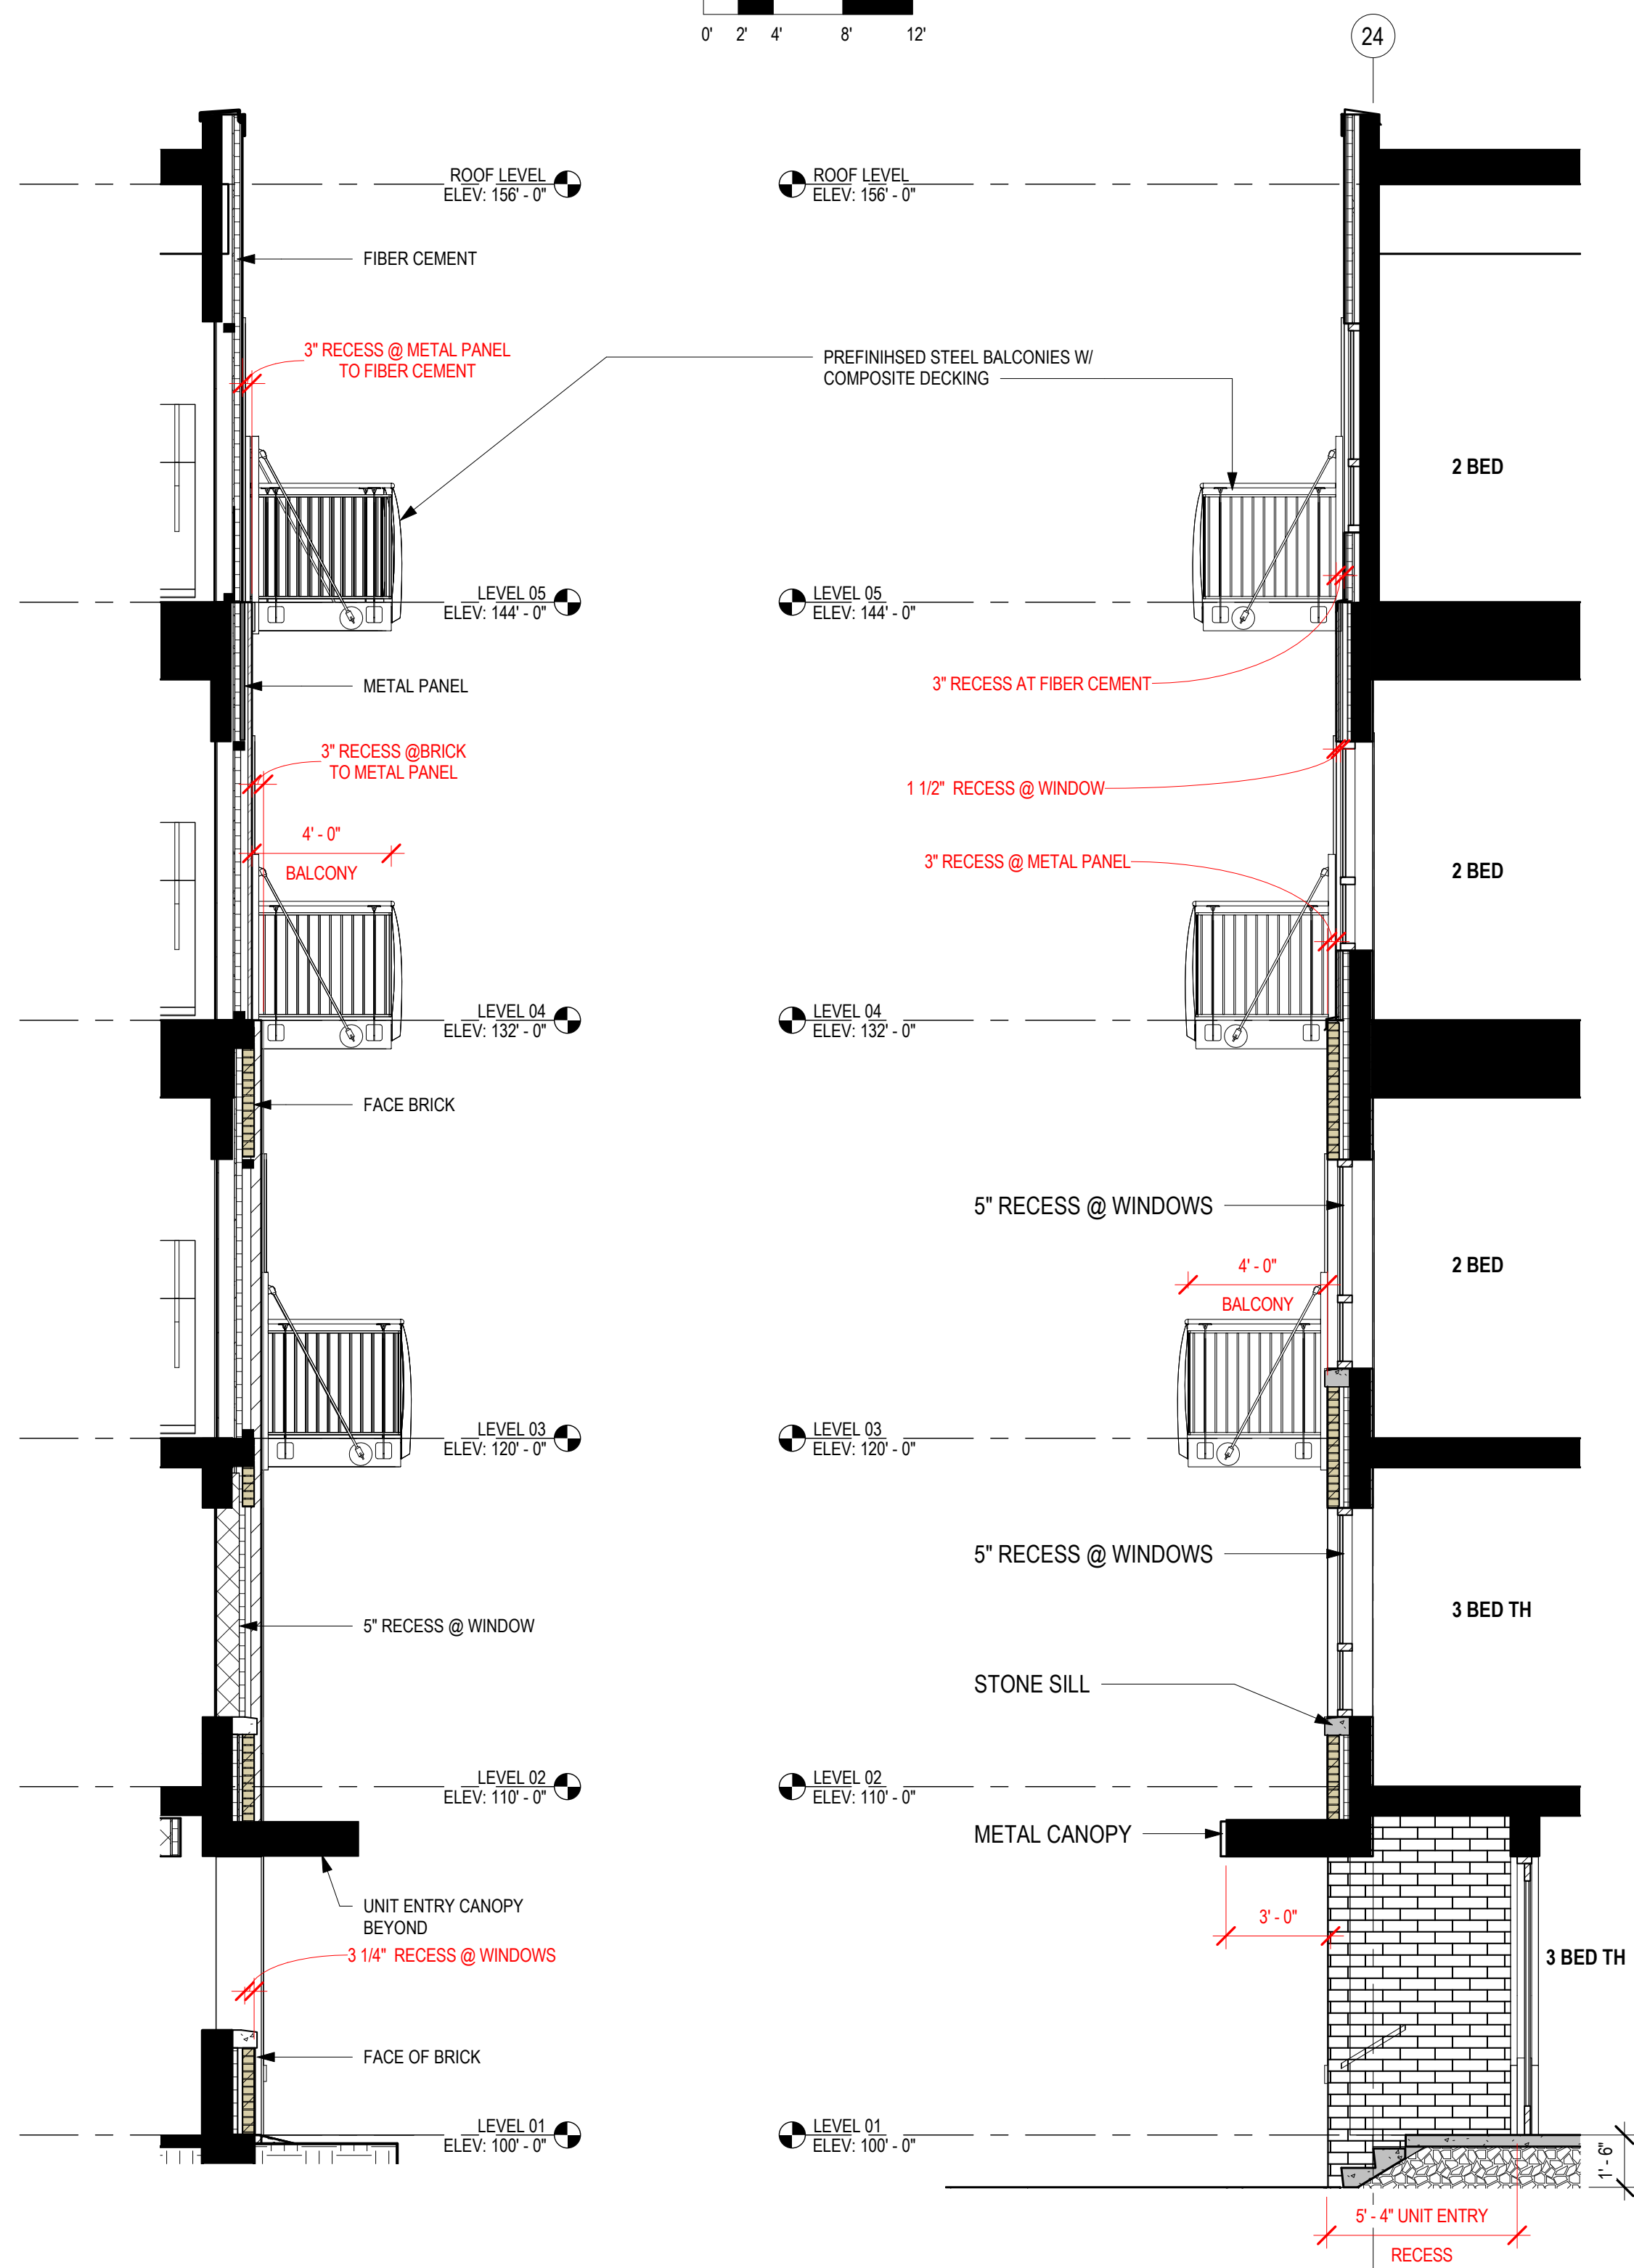 0' 2' 4' 8' 12'
24
ROOF LEVEL
ELEV: 156' - 0"
ROOF LEVEL
ELEV: 156' - 0"
FIBER CEMENT
3" RECESS @ METAL PANEL
TO FIBER CEMENT
PREFINIHSED STEEL BALCONIES W/
COMPOSITE DECKING
2 BED
LEVEL 05
ELEV: 144' - 0"
LEVEL 05
ELEV: 144' - 0"
METAL PANEL
3" RECESS AT FIBER CEMENT
3" RECESS @BRICK
TO METAL PANEL
1 1/2" RECESS @ WINDOW
4' - 0"
BALCONY
3" RECESS @ METAL PANEL
2 BED
LEVEL 04
ELEV: 132' - 0"
LEVEL 04
ELEV: 132' - 0"
FACE BRICK
5" RECESS @ WINDOWS
4' - 0"
BALCONY
2 BED
LEVEL 03
ELEV: 120' - 0"
LEVEL 03
ELEV: 120' - 0"
5" RECESS @ WINDOWS
3 BED TH
5" RECESS @ WINDOW
STONE SILL
LEVEL 02
ELEV: 110' - 0"
LEVEL 02
ELEV: 110' - 0"
METAL CANOPY
UNIT ENTRY CANOPY
BEYOND
3' - 0"
3 1/4" RECESS @ WINDOWS
3 BED TH
FACE OF BRICK
LEVEL 01
ELEV: 100' - 0"
LEVEL 01
ELEV: 100' - 0"
1' - 6"
5' - 4" UNIT ENTRY
RECESS